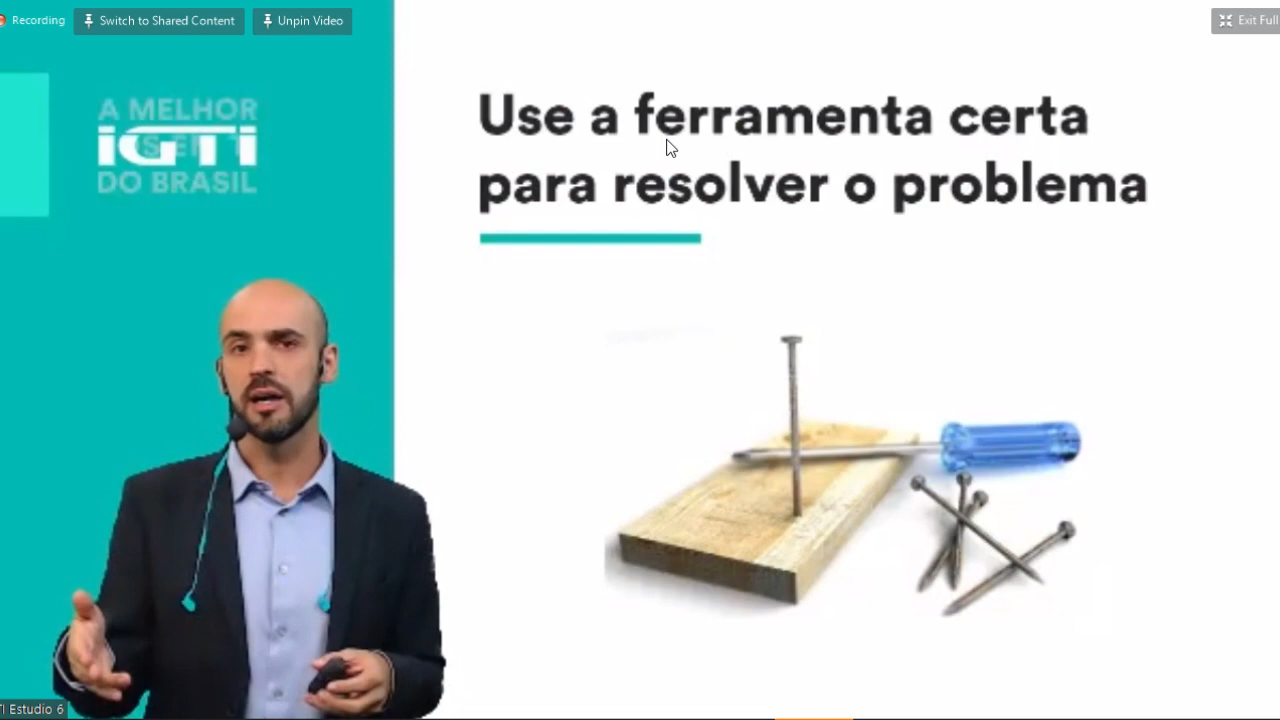 Recording
Switch to Shared Content
Unpin Video
Exit Full
A MELHOR
iGTi
DO BRASIL
Use a ferramenta certa
para resolver o problema
TI Estudio 6